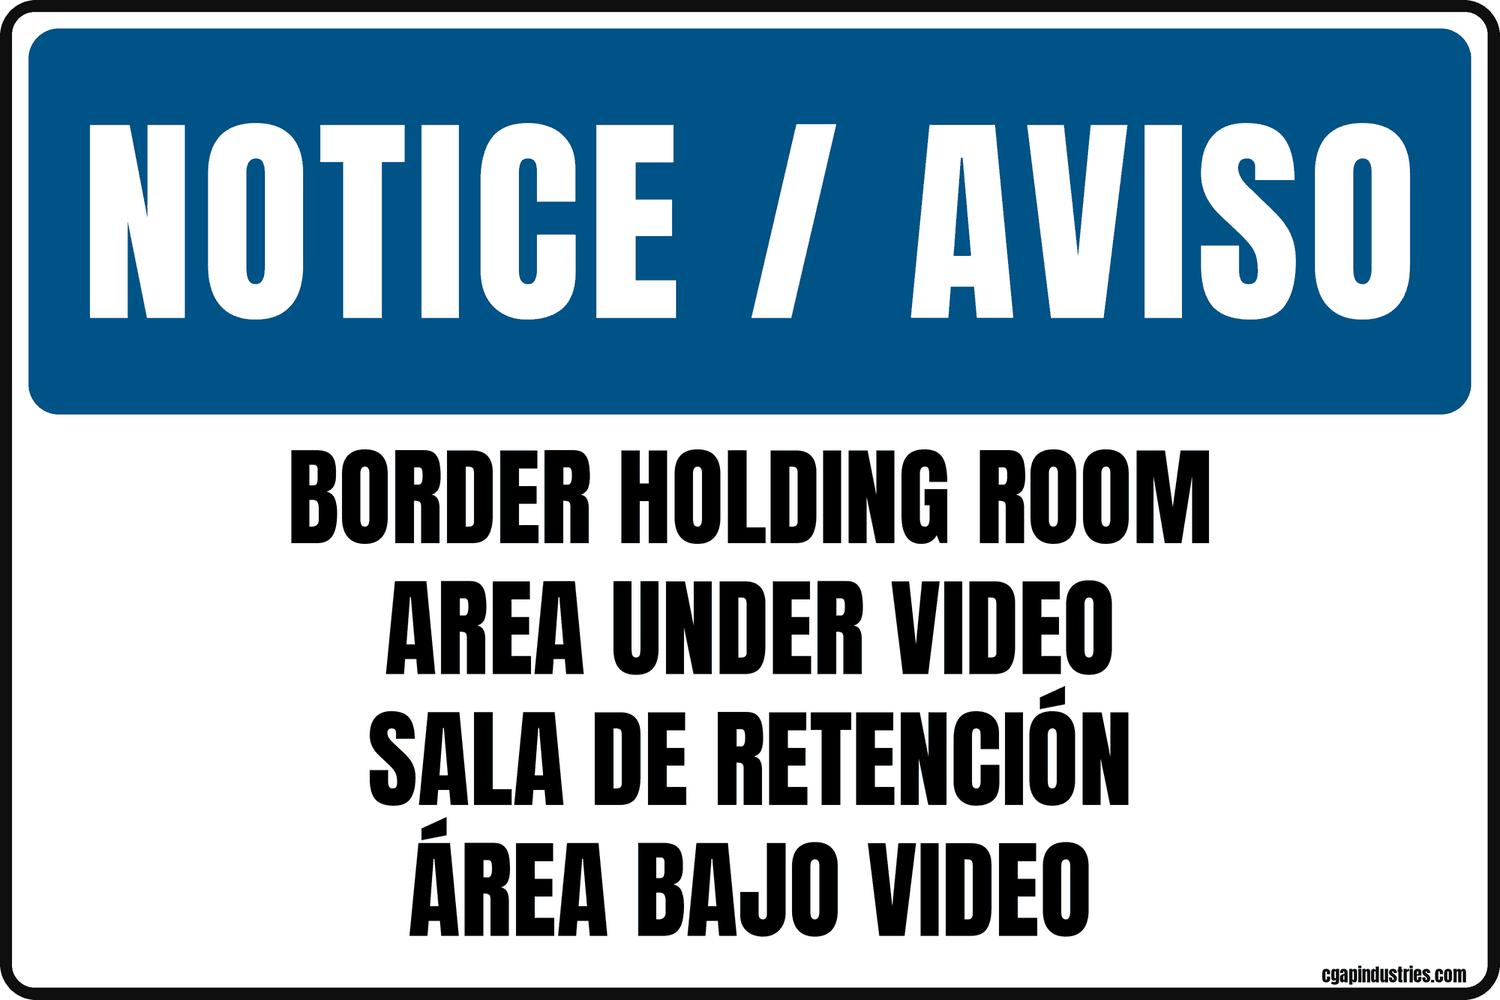 NOTICE / AVISO
BORDER HOLDING ROOM
AREA UNDER VIDEO
SALA DE RETENCIÓN
ÁREA BAJO VIDEO
cgapindustries.com